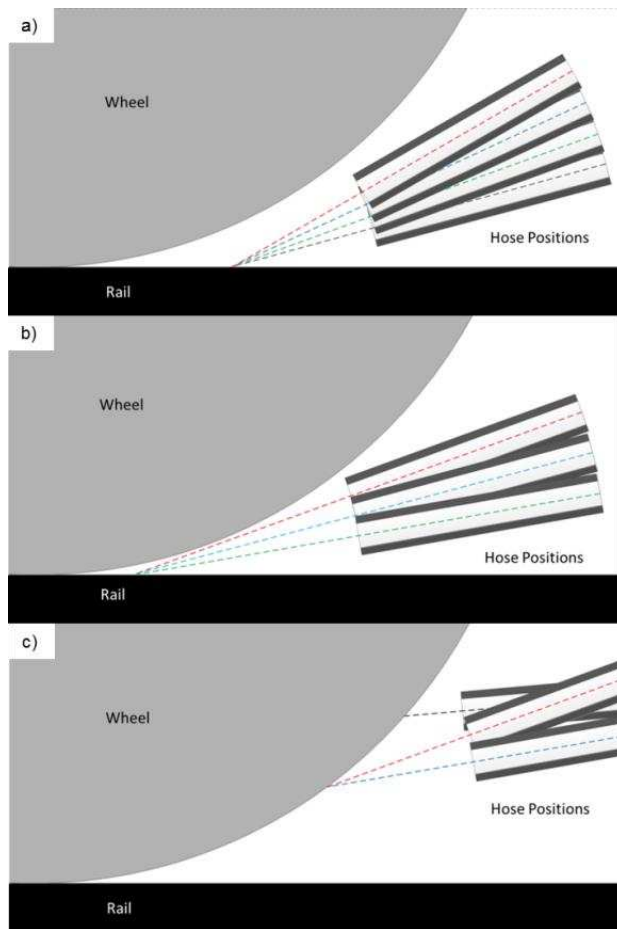 a)
Wheel
Hose Positions
Rail
b)
Wheel
Hose Positions
Rail
c)
Wheel
Hose Positions
Rail